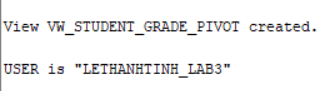 View VW_STUDENT_GRADE_PIVOT created.
USER is "LETHANHTINH_LAB3"